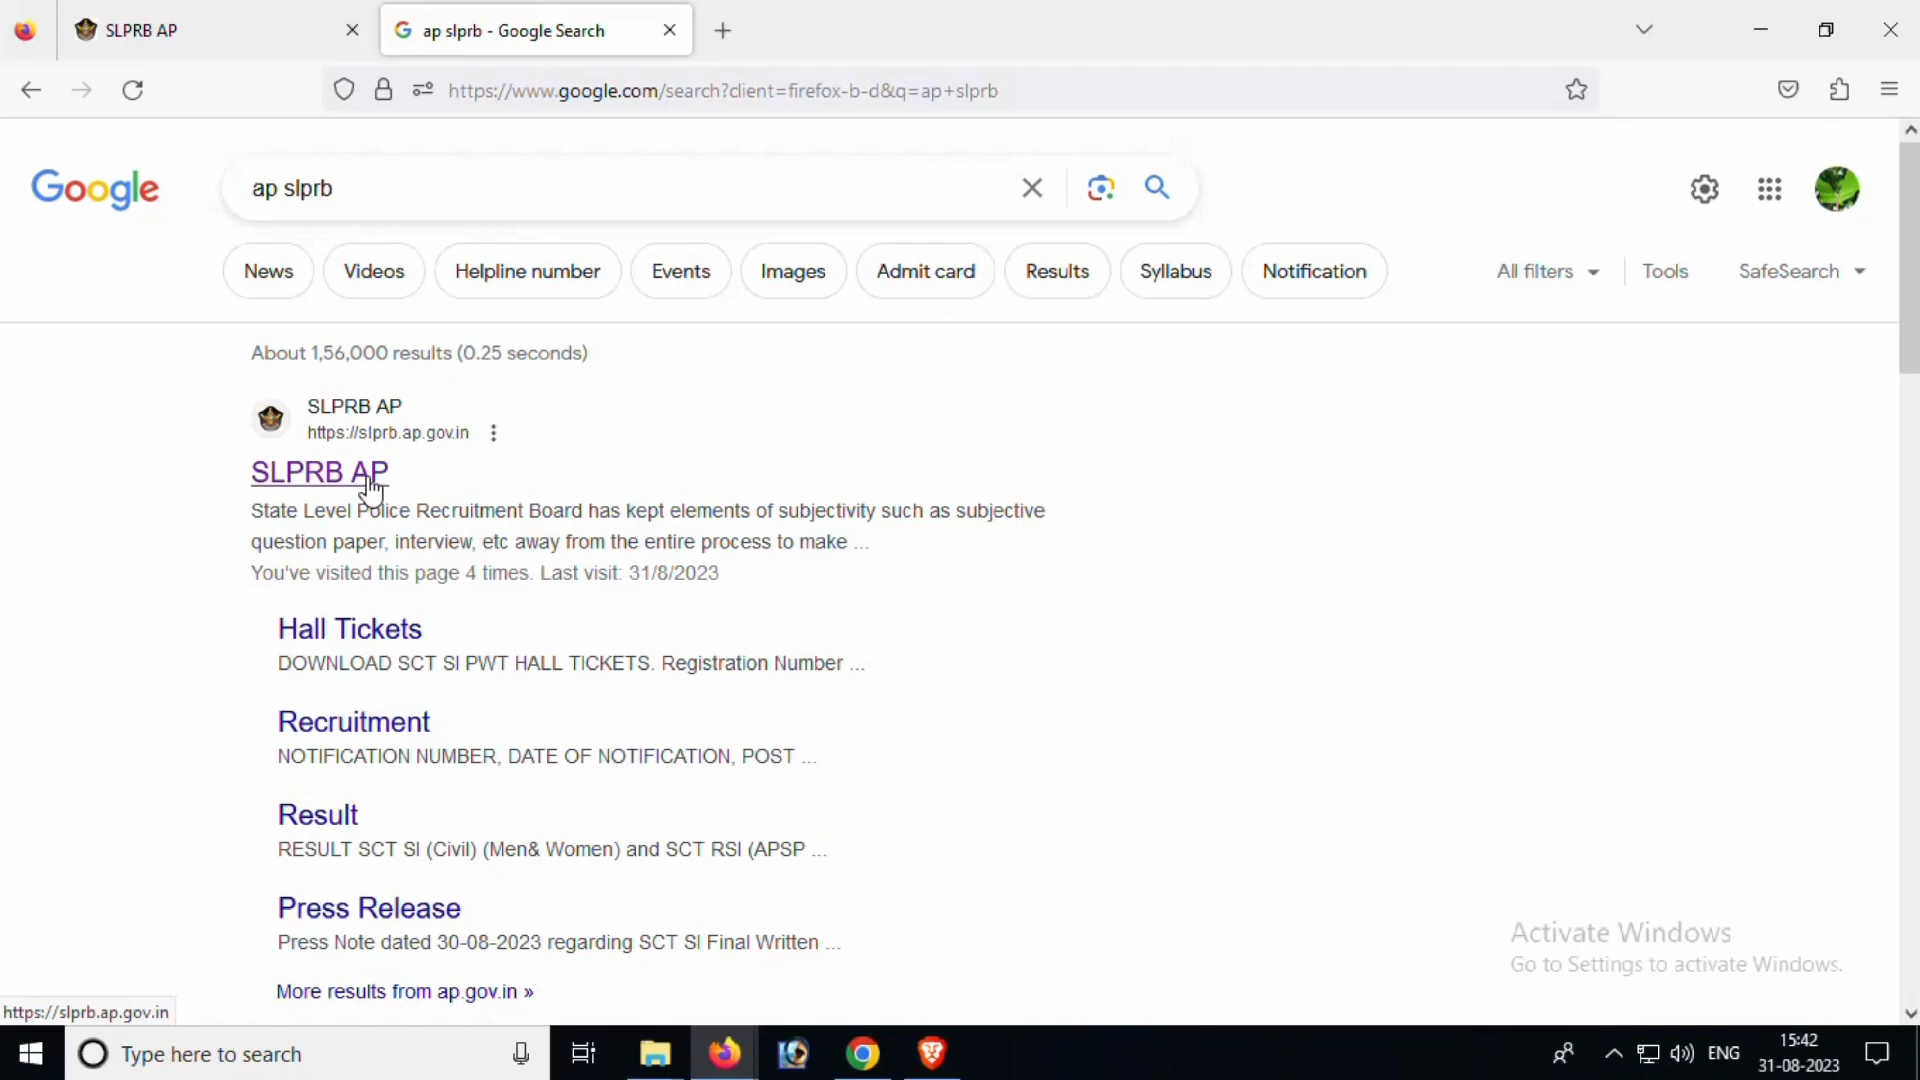 SLPRB AP
ap slprb - Google Search
https://www.google.com/search?client=firefox-b-d&q=ap+slprb
Google
ap slprb
News
Videos
Helpline number
Events
Images
Admit card
Results
Syllabus
Notification
All filters
Tools
SafeSearch
About 1,56,000 results (0.25 seconds)
SLPRB AP
https://slprb.ap.gov.in
SLPRB AP
State Level Police Recruitment Board has kept elements of subjectivity such as subjective
question paper, interview, etc away from the entire process to make ...
You've visited this page 4 times. Last visit: 31/8/2023
Hall Tickets
DOWNLOAD SCT SI PWT HALL TICKETS. Registration Number ...
Recruitment
NOTIFICATION NUMBER, DATE OF NOTIFICATION, POST ...
Result
RESULT SCT SI (Civil) (Men& Women) and SCT RSI (APSP ...
Press Release
Press Note dated 30-08-2023 regarding SCT SI Final Written ...
More results from ap.gov.in »
Activate Windows
Go to Settings to activate Windows.
https://slprb.ap.gov.in
Type here to search
ENG
15:42
31-08-2023